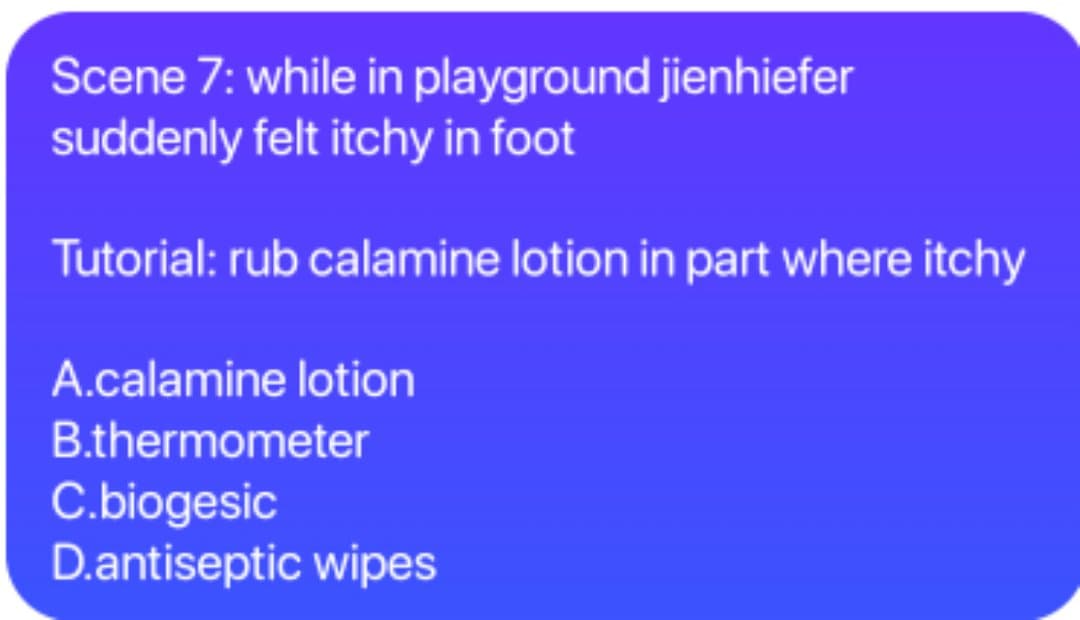 Scene 7: while in playground jienhiefer
suddenly felt itchy in foot
Tutorial: rub calamine lotion in part where itchy
A.calamine lotion
B.thermometer
C.biogesic
D.antiseptic wipes